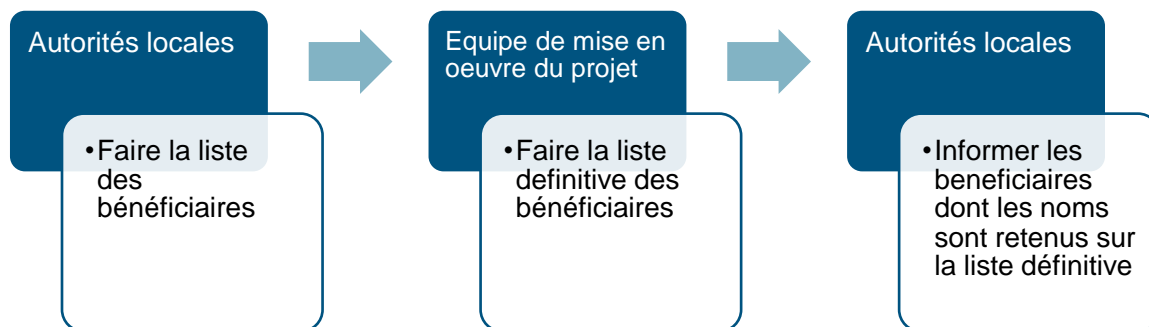 Autorités locales
•Faire la liste
des
bénéficiaires
Equipe de mise en
oeuvre du projet
•Faire la liste
definitive des
bénéficiaires
Autorités locales
•Informer les
beneficiaires
dont les noms
sont retenus sur
la liste définitive